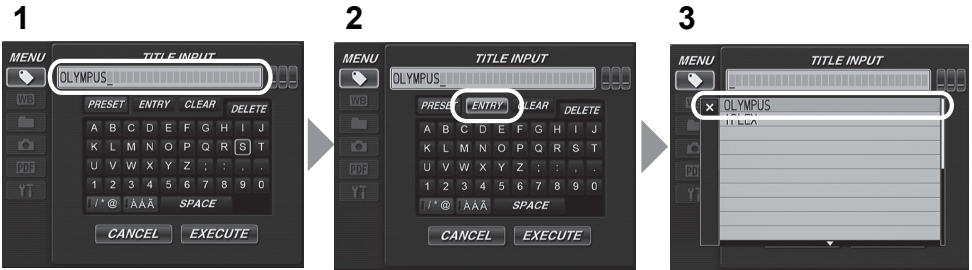 1
2
3
MENU
TITLE INPUT
OLYMPUS_
WB
PDF
PRESET ENTRY CLEAR DELETE
A B C D E F G H I J
K L M N O P Q R S T
U V W X Y Z ; : , .
1 2 3 4 5 6 7 8 9 0
!/*@ !ÀÁÃ SPACE
CANCEL EXECUTE
MENU
TITLE INPUT
OLYMPUS_
WB
PDF
PRESET ENTRY CLEAR DELETE
A B C D E F G H I J
K L M N O P Q R S T
U V W X Y Z ; : , .
1 2 3 4 5 6 7 8 9 0
!/*@ !ÀÁÃ SPACE
CANCEL EXECUTE
MENU
TITLE INPUT
_
× OLYMPUS
IPLEX
PDF